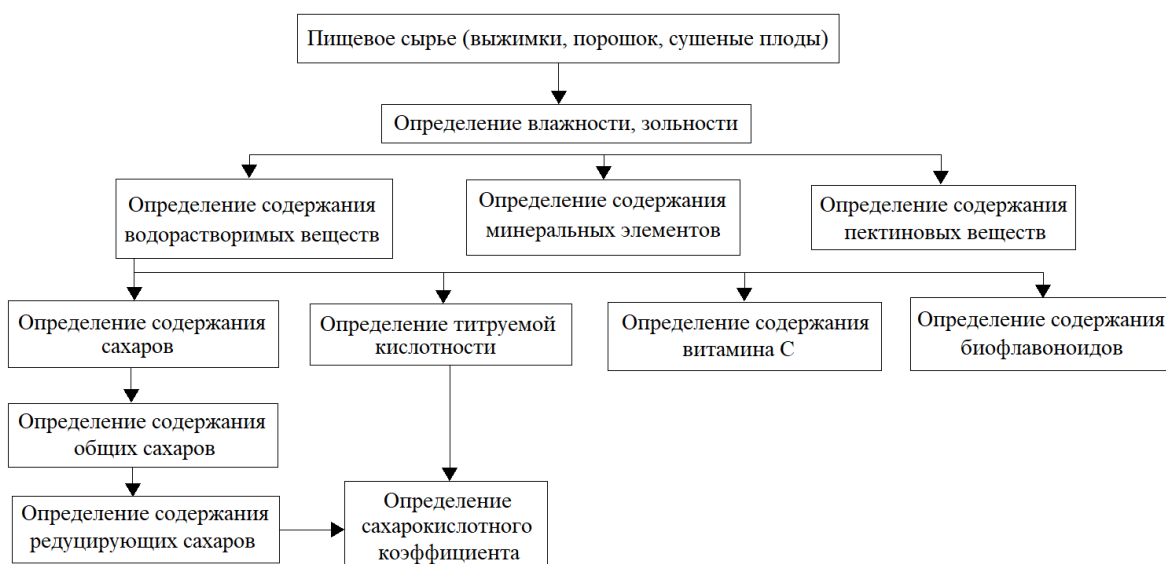 Пищевое сырье (выжимки, порошок, сушеные плоды)
Определение влажности, зольности
Определение содержания
водорастворимых веществ
Определение содержания
минеральных элементов
Определение содержания
пектиновых веществ
Определение содержания
сахаров
Определение титруемой
кислотности
Определение содержания
витамина С
Определение содержания
биофлавоноидов
Определение содержания
общих сахаров
Определение содержания
редуцирующих сахаров
Определение
сахарокислотного
коэффициента